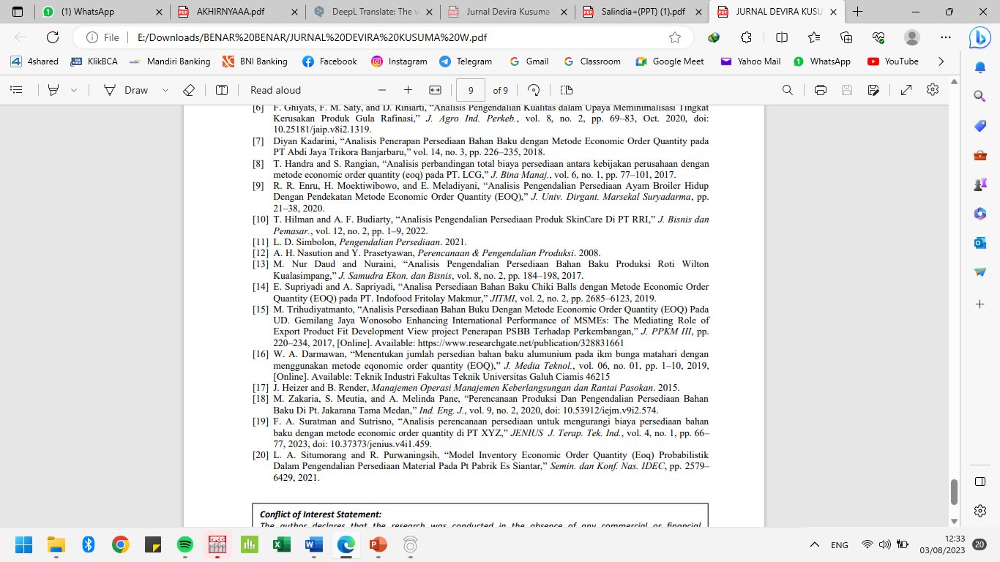 (1) WhatsApp
AKHIRNYAAA.pdf
DeepL Translate: The w
Jurnal Devira Kusuma
Salindia+(PPT) (1).pdf
JURNAL DEVIRA KUSU
File
E:/Downloads/BENAR%20BENAR/JURNAL%20DEVIRA%20KUSUMA%20W.pdf
4shared
KlikBCA
Mandiri Banking
BNI Banking
Facebook
Instagram
Telegram
Gmail
Classroom
Google Meet
Yahoo Mail
WhatsApp
YouTube
Draw
Read aloud
9
of 9
[6] F. Ghiyats, F. M. Saty, and D. Riniarti, “Analisis Pengendalian Kualitas dalam Upaya Meminimalisasi Tingkat
Kerusakan Produk Gula Rafinasi,” J. Agro Ind. Perkeb., vol. 8, no. 2, pp. 69–83, Oct. 2020, doi:
10.25181/jaip.v8i2.1319.
[7] Diyan Kadarini, “Analisis Penerapan Persediaan Bahan Baku dengan Metode Economic Order Quantity pada
PT Abdi Jaya Trikora Banjarbaru,” vol. 14, no. 3, pp. 226–235, 2018.
[8] T. Handra and S. Rangian, “Analisis perbandingan total biaya persediaan antara kebijakan perusahaan dengan
metode economic order quantity (eoq) pada PT. LCG,” J. Bina Manaj., vol. 6, no. 1, pp. 77–101, 2017.
[9] R. R. Enru, H. Moektiwibowo, and E. Meladiyani, “Analisis Pengendalian Persediaan Ayam Broiler Hidup
Dengan Pendekatan Metode Economic Order Quantity (EOQ),” J. Univ. Dirgant. Marsekal Suryadarma, pp.
21–38, 2020.
[10] T. Hilman and A. F. Budiarty, “Analisis Pengendalian Persediaan Produk SkinCare Di PT RRI,” J. Bisnis dan
Pemasar., vol. 12, no. 2, pp. 1–9, 2022.
[11] L. D. Simbolon, Pengendalian Persediaan. 2021.
[12] A. H. Nasution and Y. Prasetyawan, Perencanaan & Pengendalian Produksi. 2008.
[13] M. Nur Daud and Nuraini, “Analisis Pengendalian Persediaan Bahan Baku Produksi Roti Wilton
Kualasimpang,” J. Samudra Ekon. dan Bisnis, vol. 8, no. 2, pp. 184–198, 2017.
[14] E. Supriyadi and A. Sapriyadi, “Analisa Persediaan Bahan Baku Chiki Balls dengan Metode Economic Order
Quantity (EOQ) pada PT. Indofood Fritolay Makmur,” JITMI, vol. 2, no. 2, pp. 2685–6123, 2019.
[15] M. Trihudiyatmanto, “Analisis Persediaan Bahan Buku Dengan Metode Economic Order Quantity (EOQ) Pada
UD. Gemilang Jaya Wonosobo Enhancing International Performance of MSMEs: The Mediating Role of
Export Product Fit Development View project Penerapan PSBB Terhadap Perkembangan,” J. PPKM III, pp.
220–234, 2017, [Online]. Available: https://www.researchgate.net/publication/328831661
[16] W. A. Darmawan, “Menentukan jumlah persedian bahan baku alumunium pada ikm bunga matahari dengan
menggunakan metode eqonomic order quantity (EOQ),” J. Media Teknol., vol. 06, no. 01, pp. 1–10, 2019,
[Online]. Available: Teknik Industri Fakultas Teknik Universitas Galuh Ciamis 46215
[17] J. Heizer and B. Render, Manajemen Operasi Manajemen Keberlangsungan dan Rantai Pasokan. 2015.
[18] M. Zakaria, S. Meutia, and A. Melinda Pane, “Perencanaan Produksi Dan Pengendalian Persediaan Bahan
Baku Di Pt. Jakarana Tama Medan,” Ind. Eng. J., vol. 9, no. 2, 2020, doi: 10.53912/iejm.v9i2.574.
[19] F. A. Suratman and Sutrisno, “Analisis perencanaan persediaan untuk mengurangi biaya persediaan bahan
baku dengan metode economic order quantity di PT XYZ,” JENIUS J. Terap. Tek. Ind., vol. 4, no. 1, pp. 66–
77, 2023, doi: 10.37373/jenius.v4i1.459.
[20] L. A. Situmorang and R. Purwaningsih, “Model Inventory Economic Order Quantity (Eoq) Probabilistik
Dalam Pengendalian Persediaan Material Pada Pt Pabrik Es Siantar,” Semin. dan Konf. Nas. IDEC, pp. 2579–
6429, 2021.
Conflict of Interest Statement:
The author declares that the research was conducted in the absence of any commercial or financial
SPSS
ENG
12:33
03/08/2023
20